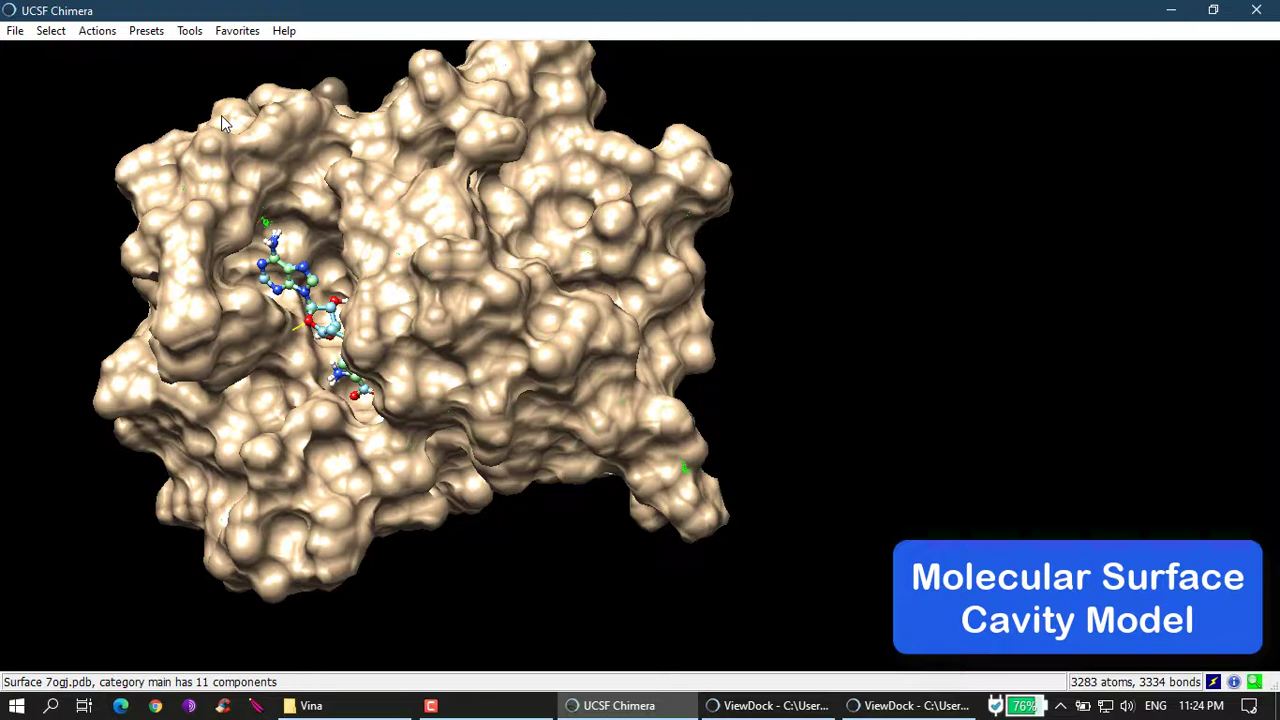 UCSF Chimera
File Select Actions Presets Tools Favorites Help
Molecular Surface
Cavity Model
Surface 7ogj.pdb, category main has 11 components
3283 atoms, 3334 bonds
Vina
UCSF Chimera
ViewDock - C:\User...
ViewDock - C:\User...
76%
ENG
11:24 PM